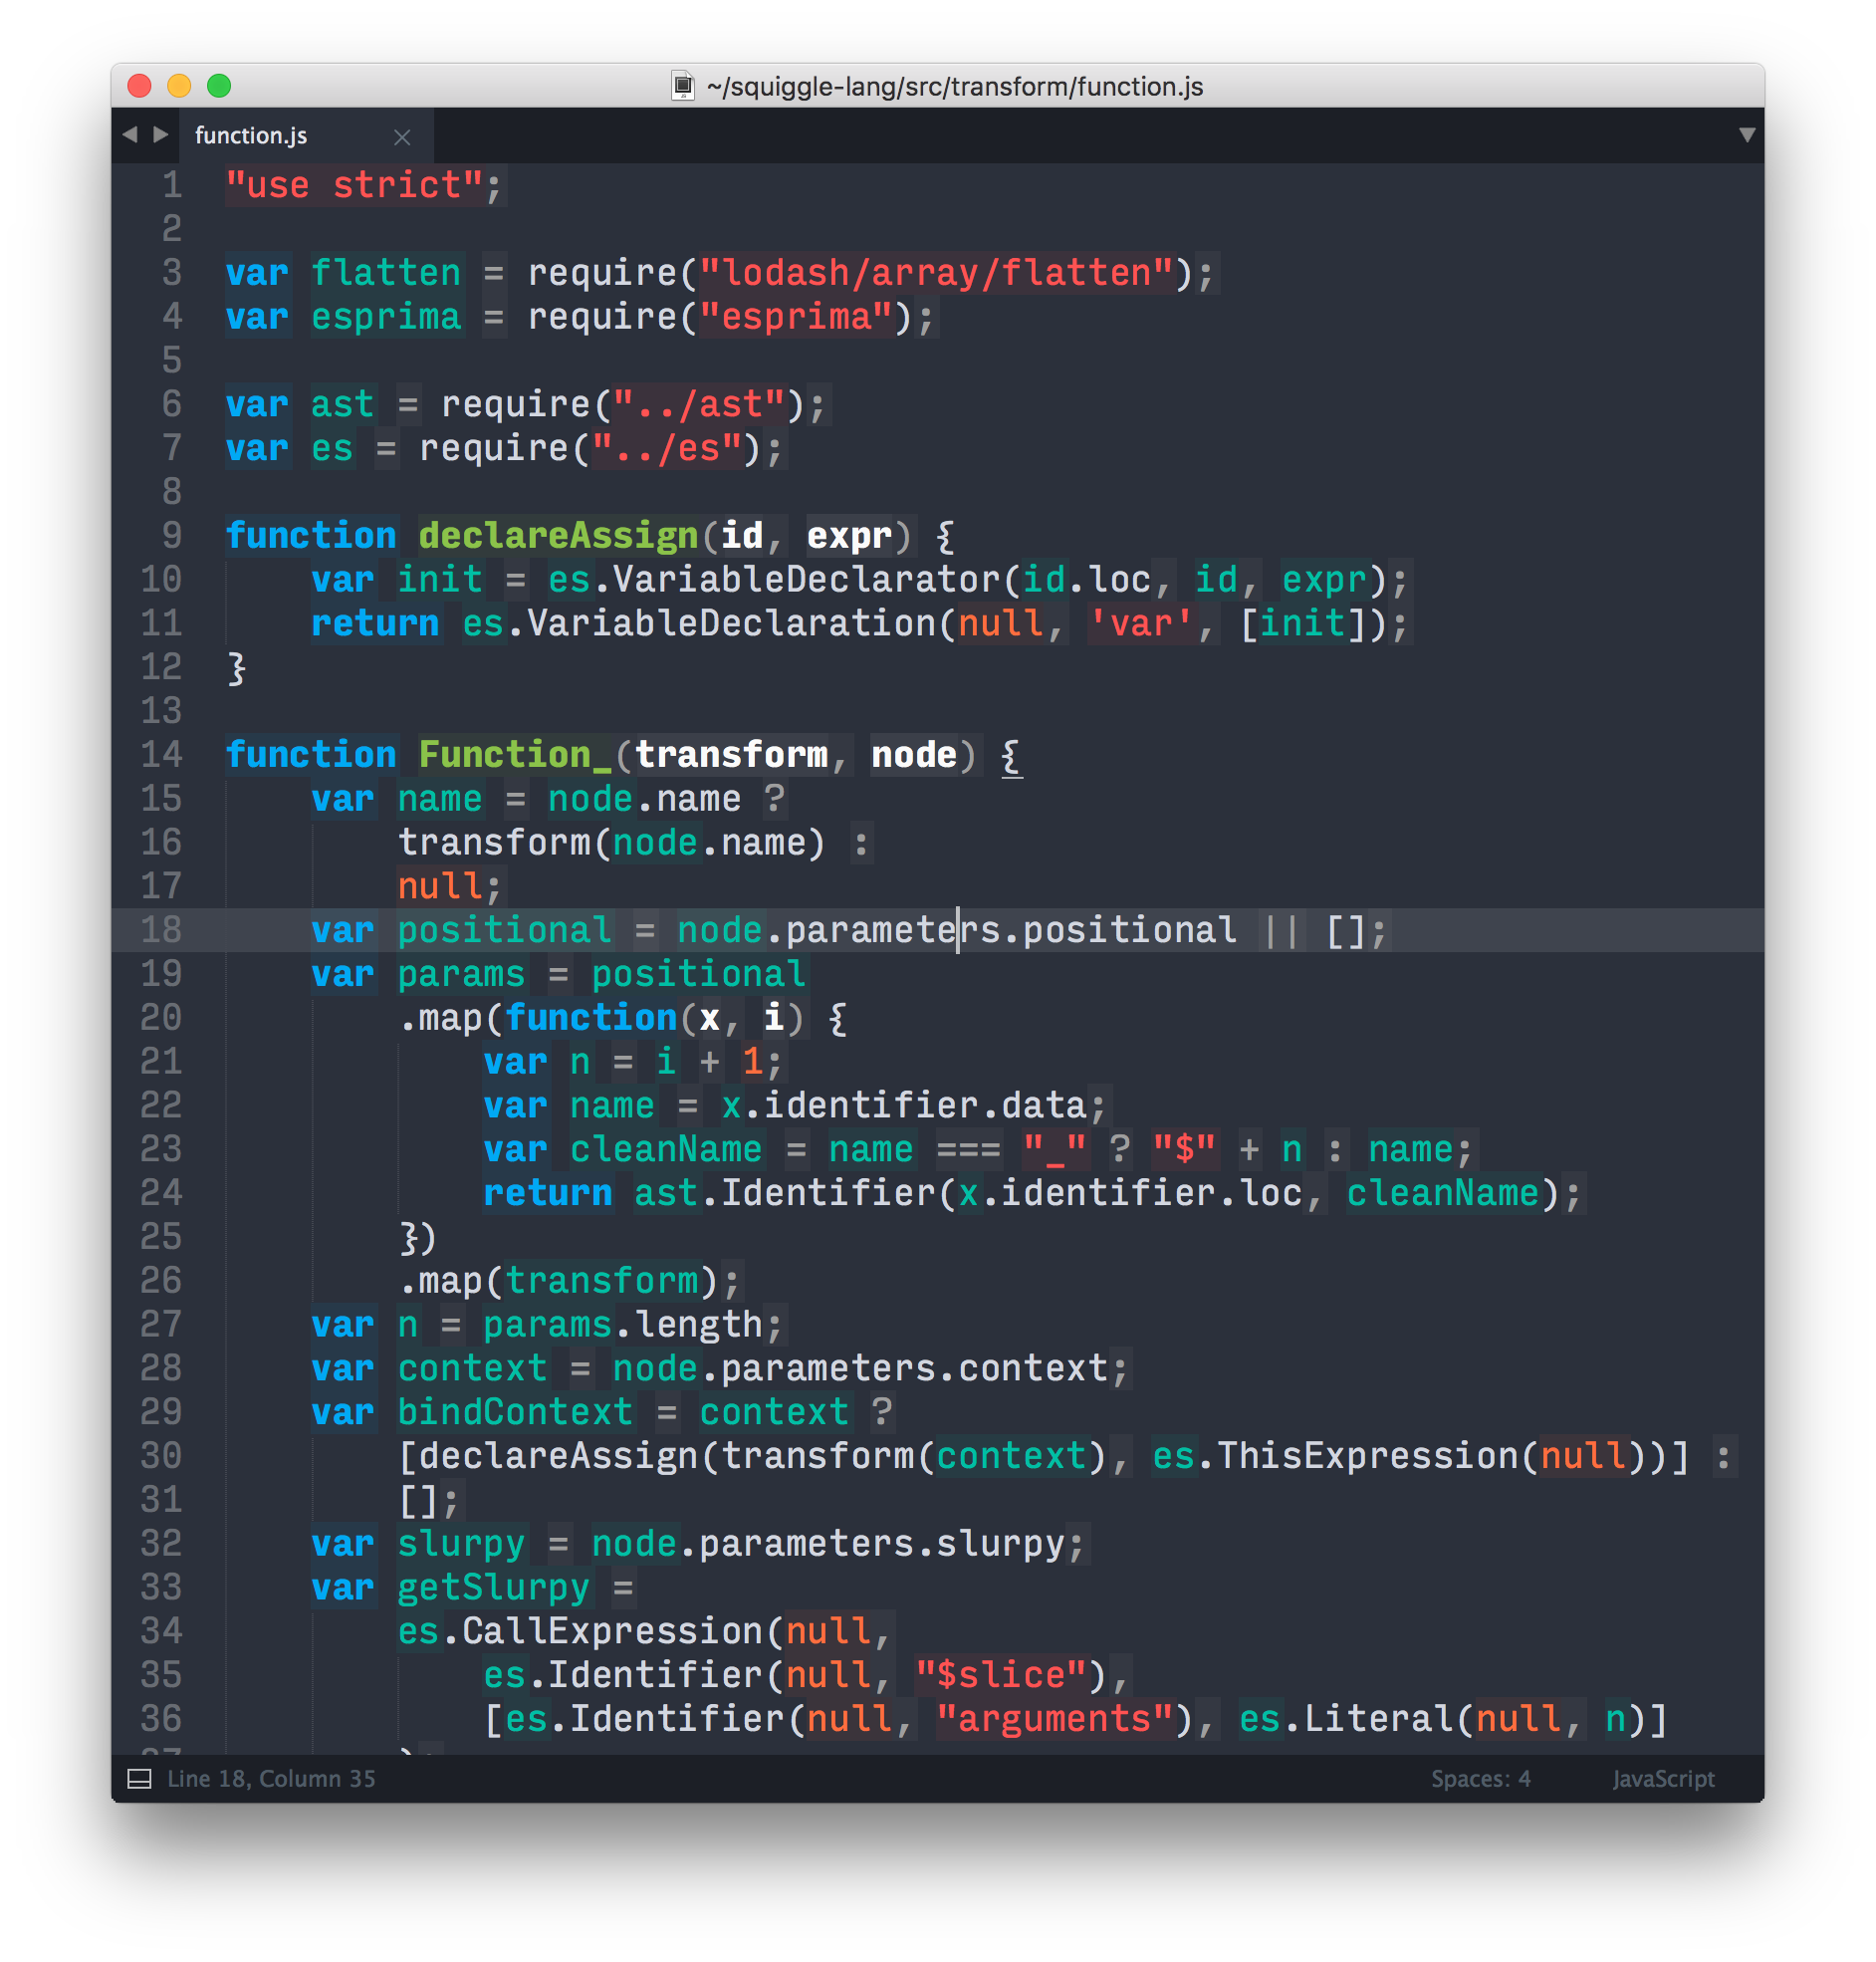 ~/squiggle-lang/src/transform/function.js
function.js
1 "use strict";
2
3 var flatten = require("lodash/array/flatten");
4 var esprima = require("esprima");
5
6 var ast = require("../ast");
7 var es = require("../es");
8
9 function declareAssign(id, expr) {
10     var init = es.VariableDeclarator(id.loc, id, expr);
11     return es.VariableDeclaration(null, 'var', [init]);
12 }
13
14 function Function_(transform, node) {
15     var name = node.name ?
16         transform(node.name) :
17         null;
18     var positional = node.parameters.positional || [];
19     var params = positional
20         .map(function(x, i) {
21             var n = i + 1;
22             var name = x.identifier.data;
23             var cleanName = name === "_" ? "$" + n : name;
24             return ast.Identifier(x.identifier.loc, cleanName);
25         })
26         .map(transform);
27     var n = params.length;
28     var context = node.parameters.context;
29     var bindContext = context ?
30         [declareAssign(transform(context), es.ThisExpression(null))] :
31         [];
32     var slurpy = node.parameters.slurpy;
33     var getSlurpy =
34         es.CallExpression(null,
35             es.Identifier(null, "$slice"),
36             [es.Identifier(null, "arguments"), es.Literal(null, n)]
Line 18, Column 35 Spaces: 4 JavaScript